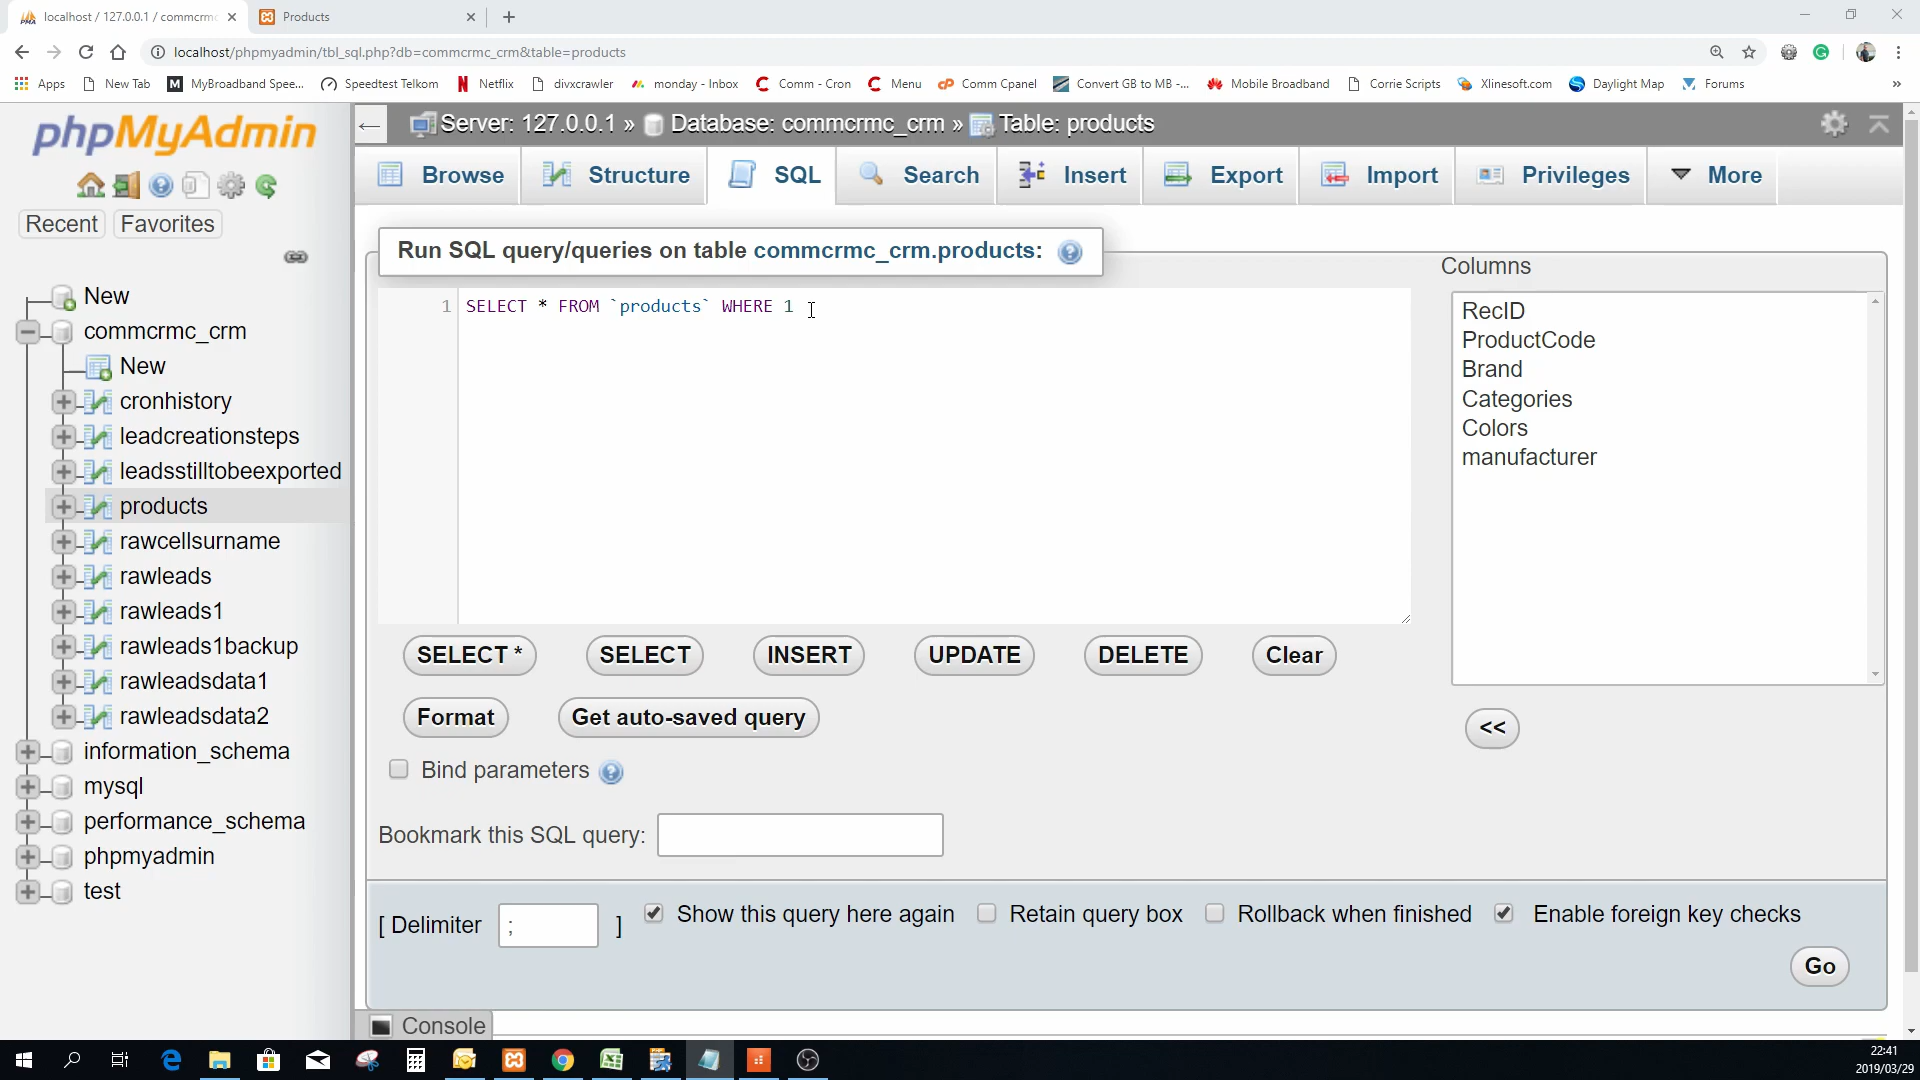 localhost / 127.0.0.1 / commcrmc
Products
localhost/phpmyadmin/tbl_sql.php?db=commcrmc_crm&table=products
Apps New Tab MyBroadband Spee... Speedtest Telkom Netflix divxcrawler monday - Inbox Comm - Cron Menu Comm Cpanel Convert GB to MB -... Mobile Broadband Corrie Scripts Xlinesoft.com Daylight Map Forums »
phpMyAdmin
Recent Favorites
New
commcrmc_crm
New
cronhistory
leadcreationsteps
leadsstilltobeexported
products
rawcellsurname
rawleads
rawleads1
rawleads1backup
rawleadsdata1
rawleadsdata2
information_schema
mysql
performance_schema
phpmyadmin
test
Server: 127.0.0.1 » Database: commcrmc_crm » Table: products
Browse Structure SQL Search Insert Export Import Privileges More
Run SQL query/queries on table commcrmc_crm.products:
1 SELECT * FROM `products` WHERE 1
Columns
RecID
ProductCode
Brand
Categories
Colors
manufacturer
SELECT * SELECT INSERT UPDATE DELETE Clear
Format Get auto-saved query
<<
Bind parameters
Bookmark this SQL query:
[ Delimiter ; ] Show this query here again Retain query box Rollback when finished Enable foreign key checks
Go
Console
22:41
2019/03/29